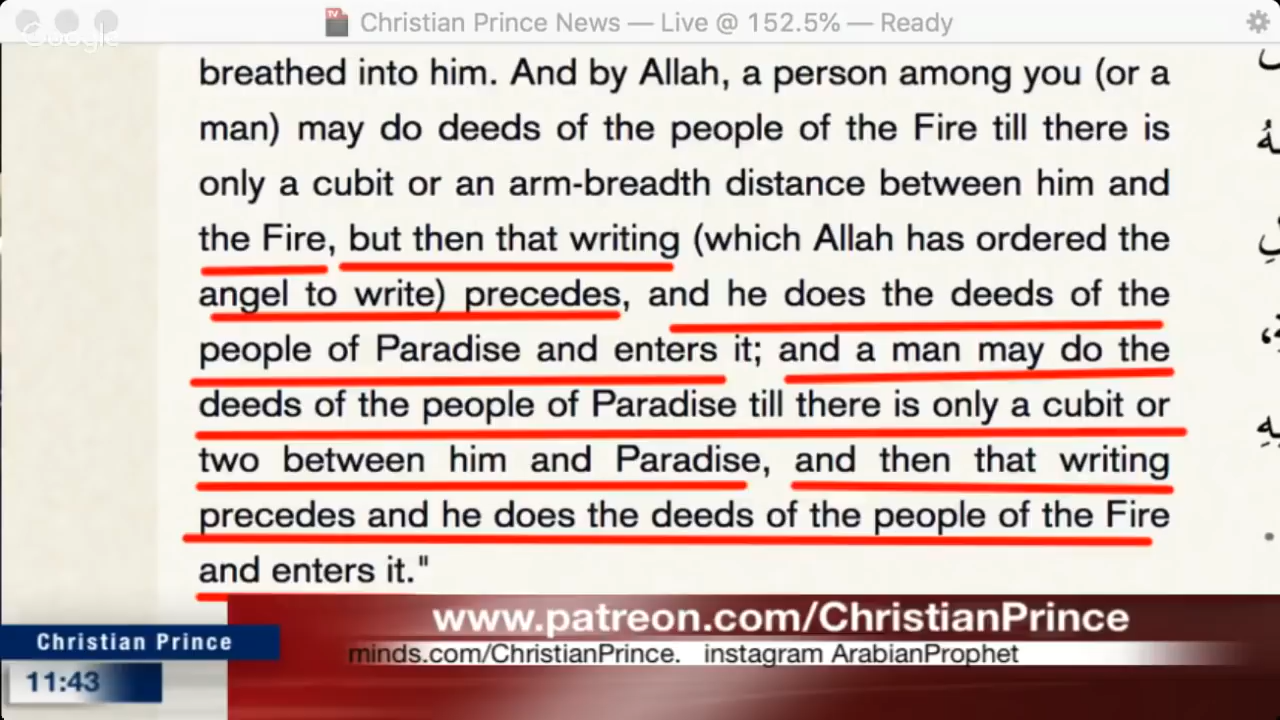 Christian Prince News — Live @ 152.5% — Ready
Google
breathed into him. And by Allah, a person among you (or a
man) may do deeds of the people of the Fire till there is
only a cubit or an arm-breadth distance between him and
the Fire, but then that writing (which Allah has ordered the
angel to write) precedes, and he does the deeds of the
people of Paradise and enters it; and a man may do the
deeds of the people of Paradise till there is only a cubit or
two between him and Paradise, and then that writing
precedes and he does the deeds of the people of the Fire
and enters it."
www.patreon.com/ChristianPrince
Christian Prince
minds.com/ChristianPrince. instagram ArabianProphet
11:43